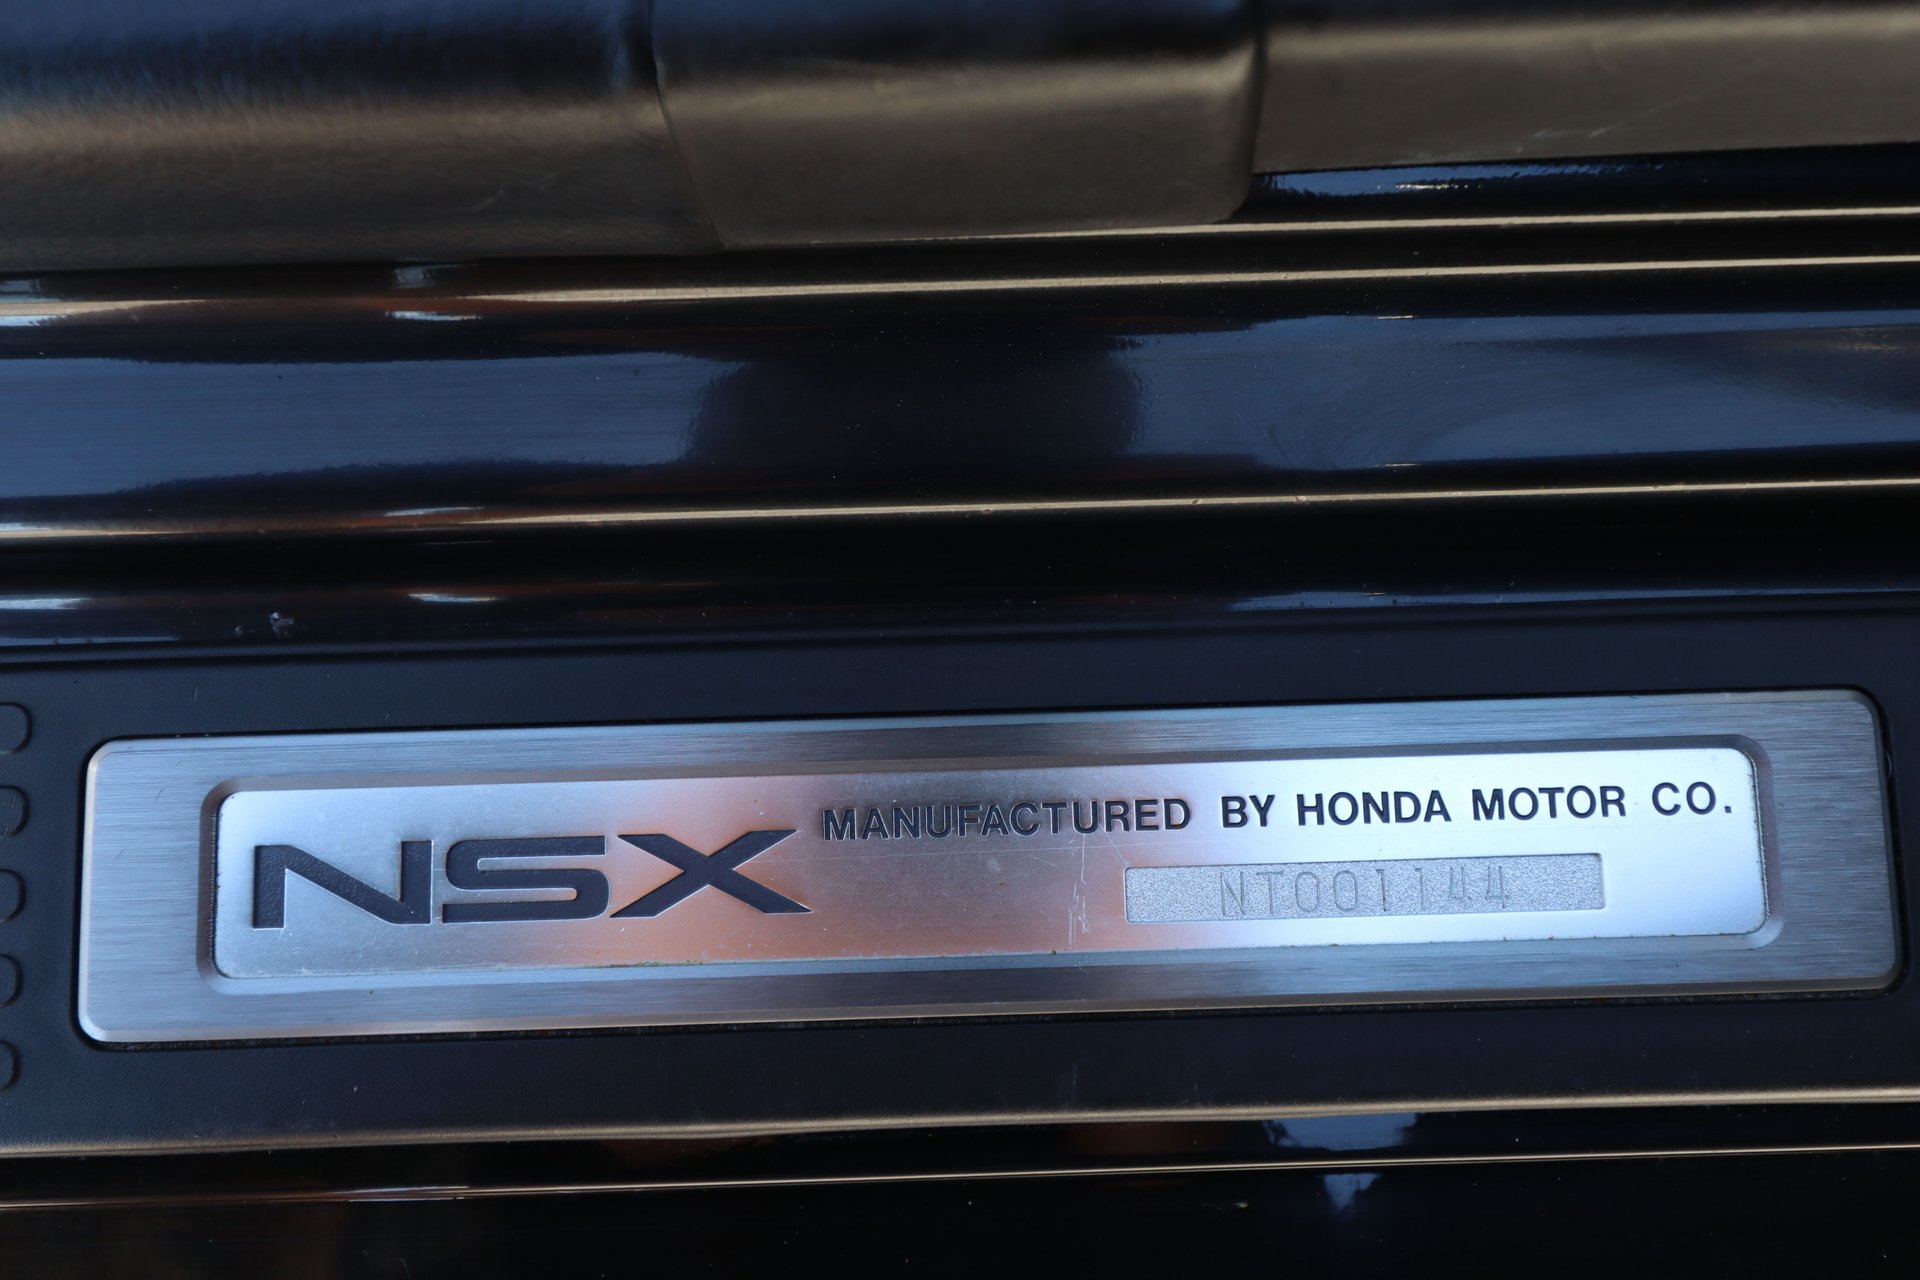 NSX MANUFACTURED BY HONDA MOTOR CO.
NT001144